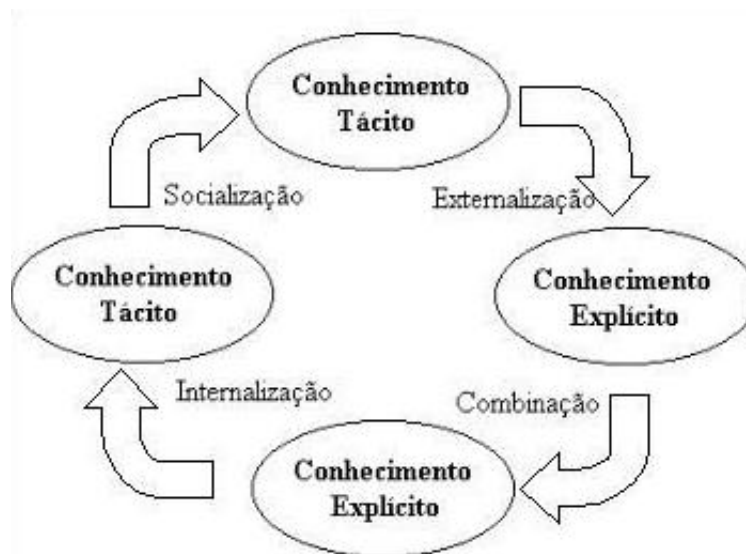 Conhecimento
Tácito
Socialização
Externalização
Conhecimento
Tácito
Conhecimento
Explícito
Internalização
Combinação
Conhecimento
Explícito